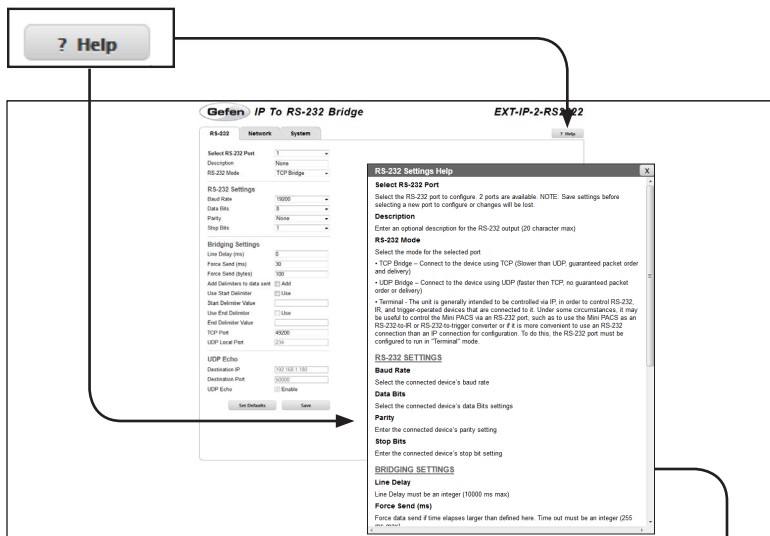 ? Help
Gefen IP To RS-232 Bridge
EXT-IP-2-RS2322
RS-232 Network System
? Help
Select RS-232 Port 1
Description None
RS-232 Mode TCP Bridge
RS-232 Settings
Baud Rate 19200
Data Bits 8
Parity None
Stop Bits 1
Bridging Settings
Line Delay (ms) 0
Force Send (ms) 30
Force Send (bytes) 100
Add Delimiters to data sent Add
Use Start Delimiter Use
Start Delimiter Value
Use End Delimiter Use
End Delimiter Value
TCP Port 49200
UDP Local Port 234
UDP Echo
Destination IP 192.168.1.180
Destination Port 50000
UDP Echo Enable
Set Defaults Save
RS-232 Settings Help X
Select RS-232 Port
Select the RS-232 port to configure. 2 ports are available. NOTE: Save settings before
selecting a new port to configure or changes will be lost.
Description
Enter an optional description for the RS-232 output (20 character max)
RS-232 Mode
Select the mode for the selected port
• TCP Bridge – Connect to the device using TCP (Slower than UDP, guaranteed packet order
and delivery)
• UDP Bridge – Connect to the device using UDP (faster then TCP, no guaranteed packet
order or delivery)
• Terminal - The unit is generally intended to be controlled via IP, in order to control RS-232,
IR, and trigger-operated devices that are connected to it. Under some circumstances, it may
be useful to control the Mini PACS via an RS-232 port, such as to use the Mini PACS as an
RS-232-to-IR or RS-232-to-trigger converter or if it is more convenient to use an RS-232
connection than an IP connection for configuration. To do this, the RS-232 port must be
configured to run in "Terminal" mode.
RS-232 SETTINGS
Baud Rate
Select the connected device's baud rate
Data Bits
Select the connected device's data Bits settings
Parity
Enter the connected device's parity setting
Stop Bits
Enter the connected device's stop bit setting
BRIDGING SETTINGS
Line Delay
Line Delay must be an integer (10000 ms max)
Force Send (ms)
Force data send if time elapses larger than defined here. Time out must be an integer (255
ms max)